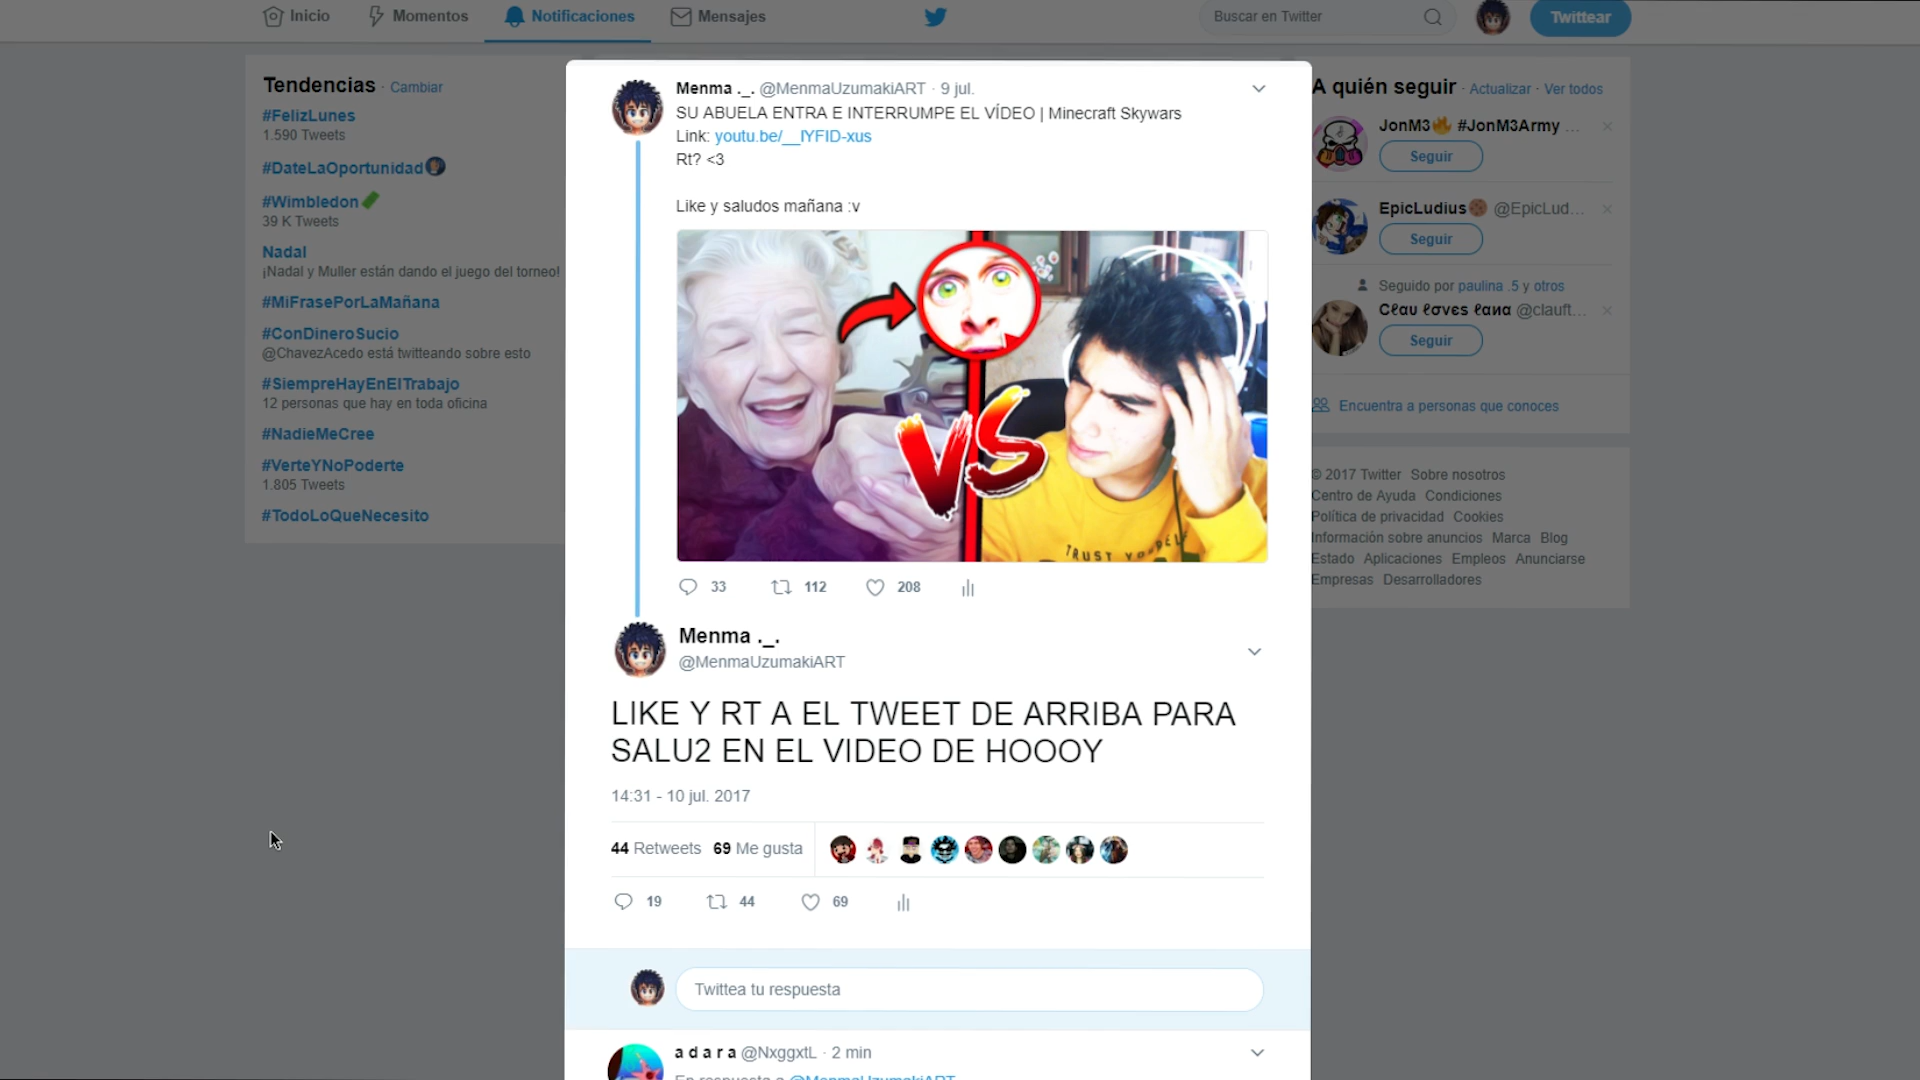 Inicio
Momentos
Notificaciones
Mensajes
Buscar en Twitter
Twittear
Tendencias · Cambiar
#FelizLunes
1.590 Tweets
#DateLaOportunidad
#Wimbledon
39 K Tweets
Nadal
¡Nadal y Muller están dando el juego del torneo!
#MiFrasePorLaMañana
#ConDineroSucio
@ChavezAcedo está twitteando sobre esto
#SiempreHayEnElTrabajo
12 personas que hay en toda oficina
#NadieMeCree
#VerteYNoPoderte
1.805 Tweets
#TodoLoQueNecesito
Menma ._. @MenmaUzumakiART · 9 jul.
SU ABUELA ENTRA E INTERRUMPE EL VÍDEO | Minecraft Skywars
Link: youtu.be/__fYFID-xus
Rt? <3
Like y saludos mañana :v
VS
TRUST YOURSELF
33 112 208
Menma ._.
@MenmaUzumakiART
LIKE Y RT A EL TWEET DE ARRIBA PARA
SALU2 EN EL VIDEO DE HOOOY
14:31 - 10 jul. 2017
44 Retweets 69 Me gusta
19 44 69
Twittea tu respuesta
a d a r a @NxggxtL · 2 min
En respuesta a @MenmaUzumakiART
A quién seguir · Actualizar · Ver todos
JonM3🔥 #JonM3Army ...
Seguir
EpicLudius🍪 @EpicLud...
Seguir
Seguido por paulina .5 y otros
Cℓαu ℓσνєѕ ℓαиα @clauft...
Seguir
Encuentra a personas que conoces
© 2017 Twitter Sobre nosotros
Centro de Ayuda Condiciones
Política de privacidad Cookies
Información sobre anuncios Marca Blog
Estado Aplicaciones Empleos Anunciarse
Empresas Desarrolladores